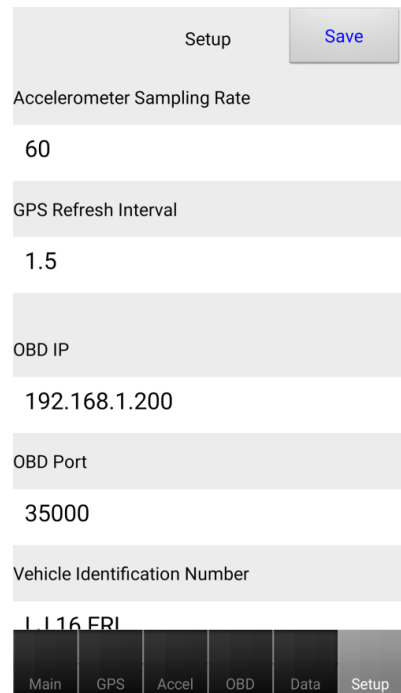 Setup
Save
Accelerometer Sampling Rate
60
GPS Refresh Interval
1.5
OBD IP
192.168.1.200
OBD Port
35000
Vehicle Identification Number
Main GPS Accel OBD Data Setup